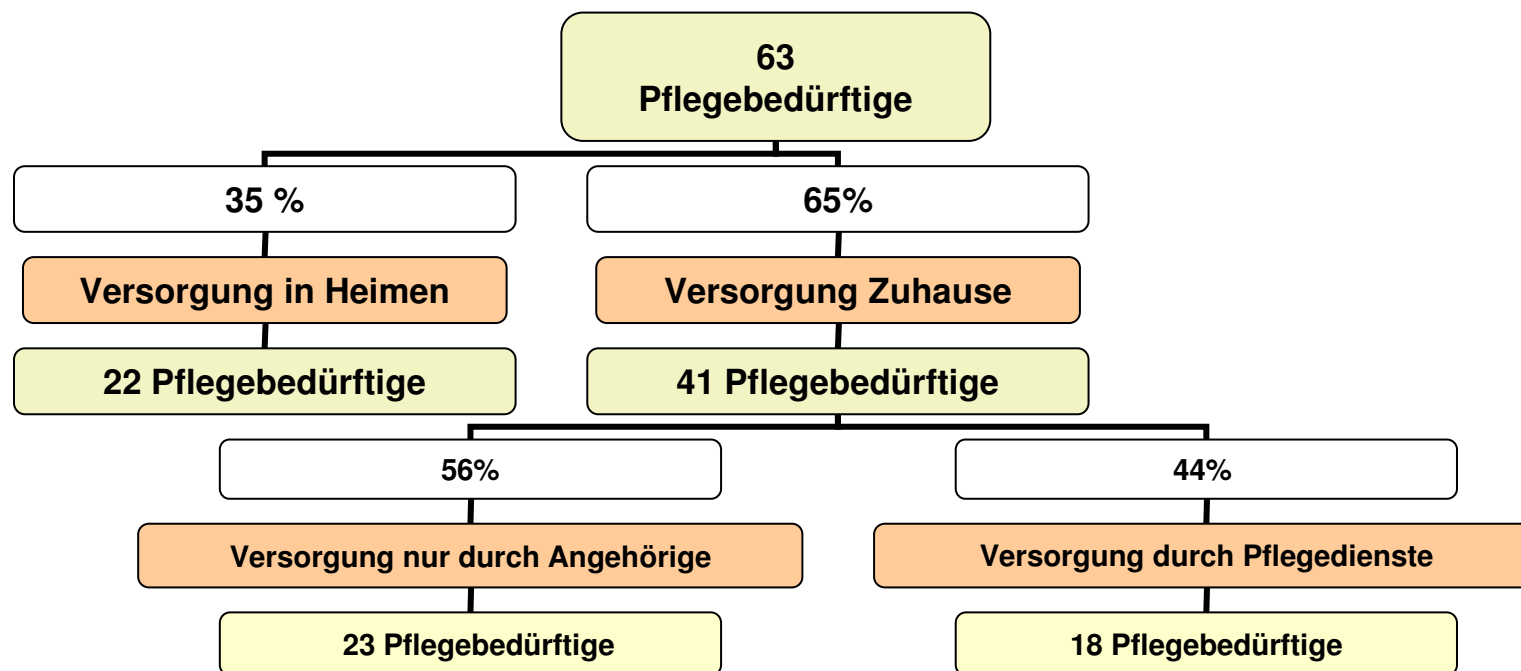 63
Pflegebedürftige
35 %
65%
Versorgung in Heimen
Versorgung Zuhause
22 Pflegebedürftige
41 Pflegebedürftige
56%
44%
Versorgung nur durch Angehörige
Versorgung durch Pflegedienste
23 Pflegebedürftige
18 Pflegebedürftige